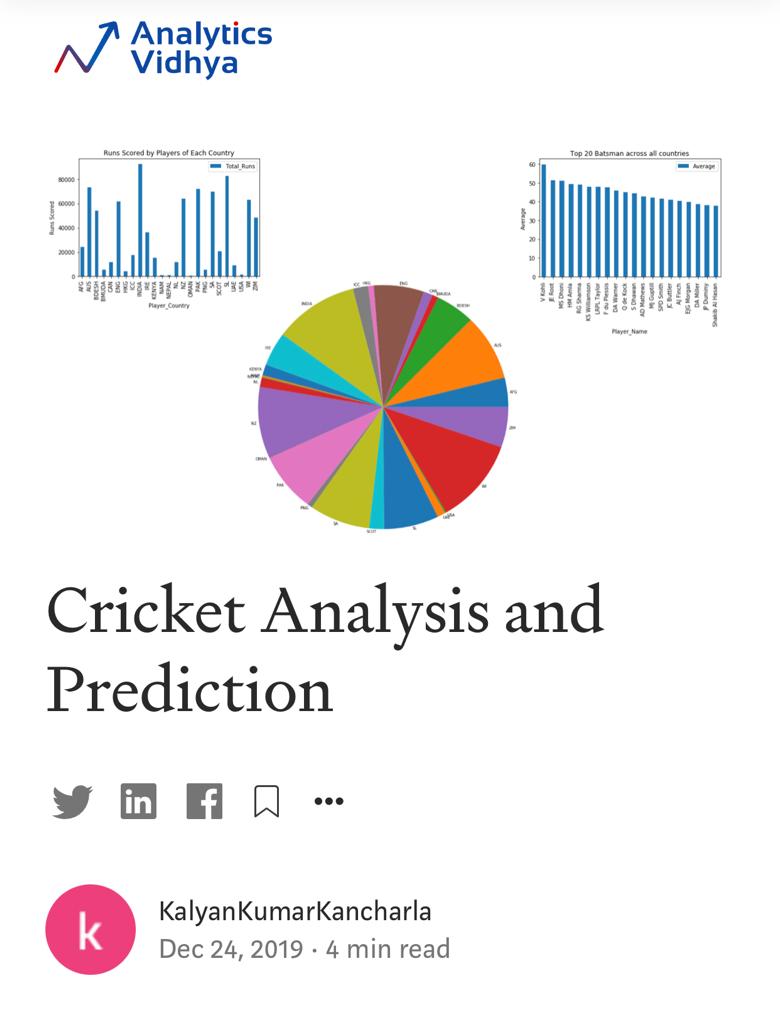 Analytics
Vidhya
Runs Scored by Players of Each Country
Total_Runs
Runs Scored
80000
60000
40000
20000
0
AFG
AUS
BDESH
BMUDA
CAN
ENG
HKG
ICC
INDIA
IRE
KENYA
NAM
NEPAL
NL
NZ
OMAN
PAK
PNG
SA
SCOT
SL
UAE
USA
WI
ZIM
Player_Country
Top 20 Batsman across all countries
Average
Average
60
50
40
30
20
10
0
V Kohli
JE Root
MS Dhoni
HM Amla
RG Sharma
KS Williamson
LRPL Taylor
F du Plessis
DA Warner
Q de Kock
S Dhawan
AD Mathews
MJ Guptill
SPD Smith
JC Buttler
AJ Finch
EJG Morgan
DA Miller
JP Duminy
Shakib Al Hasan
Player_Name
ICC
HKG
ENG
CAN
BMUDA
BDESH
INDIA
AUS
IRE
KENYA
NL
AFG
NZ
ZIM
OMAN
PAK
WI
PNG
SA
SCOT
SL
Cricket Analysis and
Prediction
in
f
k
KalyanKumarKancharla
Dec 24, 2019 · 4 min read